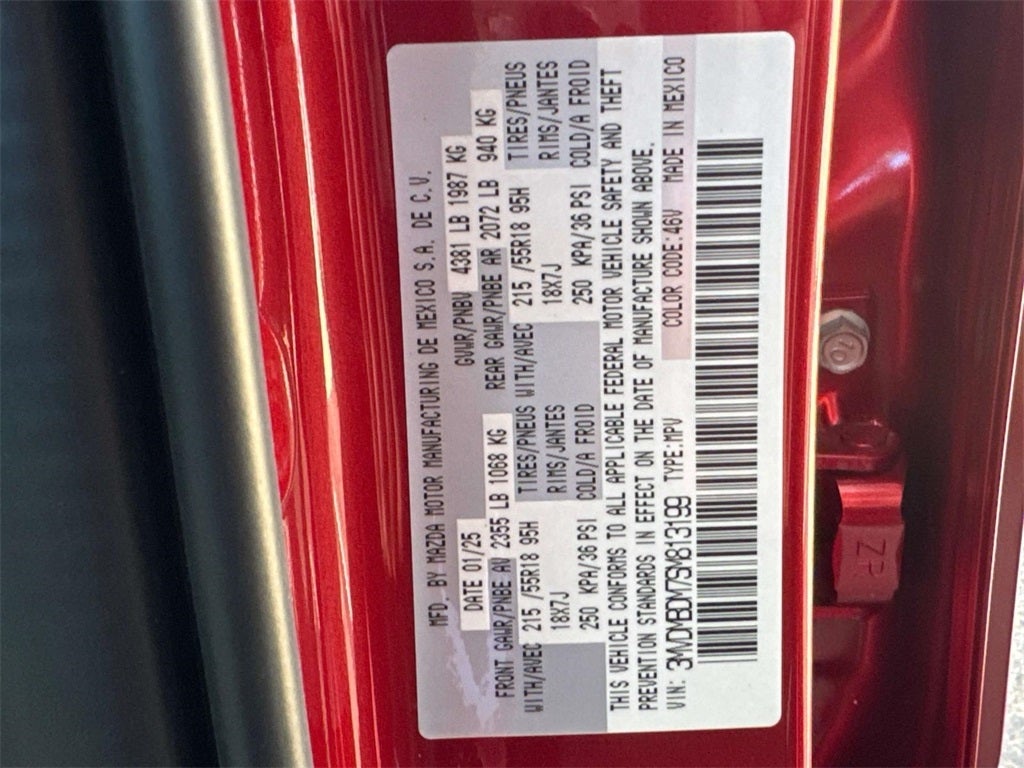 MFD. BY MAZDA MOTOR MANUFACTURING DE MEXICO S.A. DE C.V.
DATE 01/25 GVWR/PNBV 4381 LB 1987 KG
FRONT GAWR/PNBE AV 2355 LB 1068 KG REAR GAWR/PNBE AR 2072 LB 940 KG
WITH/AVEC 215 /55R18 95H TIRES/PNEUS WITH/AVEC 215 /55R18 95H TIRES/PNEUS
18X7J RIMS/JANTES 18X7J RIMS/JANTES
250 KPA/36 PSI COLD/A FROID 250 KPA/36 PSI COLD/A FROID
THIS VEHICLE CONFORMS TO ALL APPLICABLE FEDERAL MOTOR VEHICLE SAFETY AND THEFT
PREVENTION STANDARDS IN EFFECT ON THE DATE OF MANUFACTURE SHOWN ABOVE.
VIN: 3MVDMBDM7SM813199 TYPE:MPV COLOR CODE:46V MADE IN MEXICO
ZP